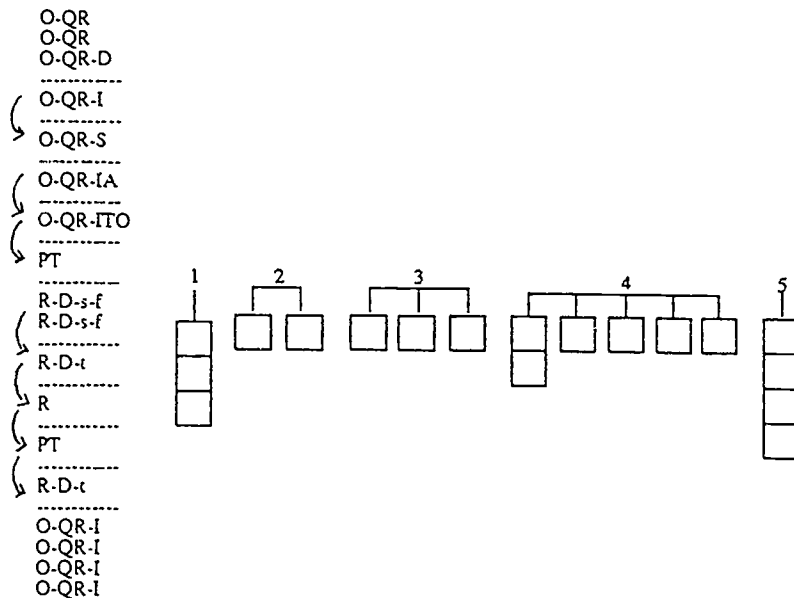 O-QR
O-QR
O-QR-D
O-QR-I
O-QR-S
O-QR-IA
O-QR-ITO
PT
R-D-s-f
R-D-s-f
R-D-t
R
PT
R-D-t
O-QR-I
O-QR-I
O-QR-I
O-QR-I
1 2 3 4 5